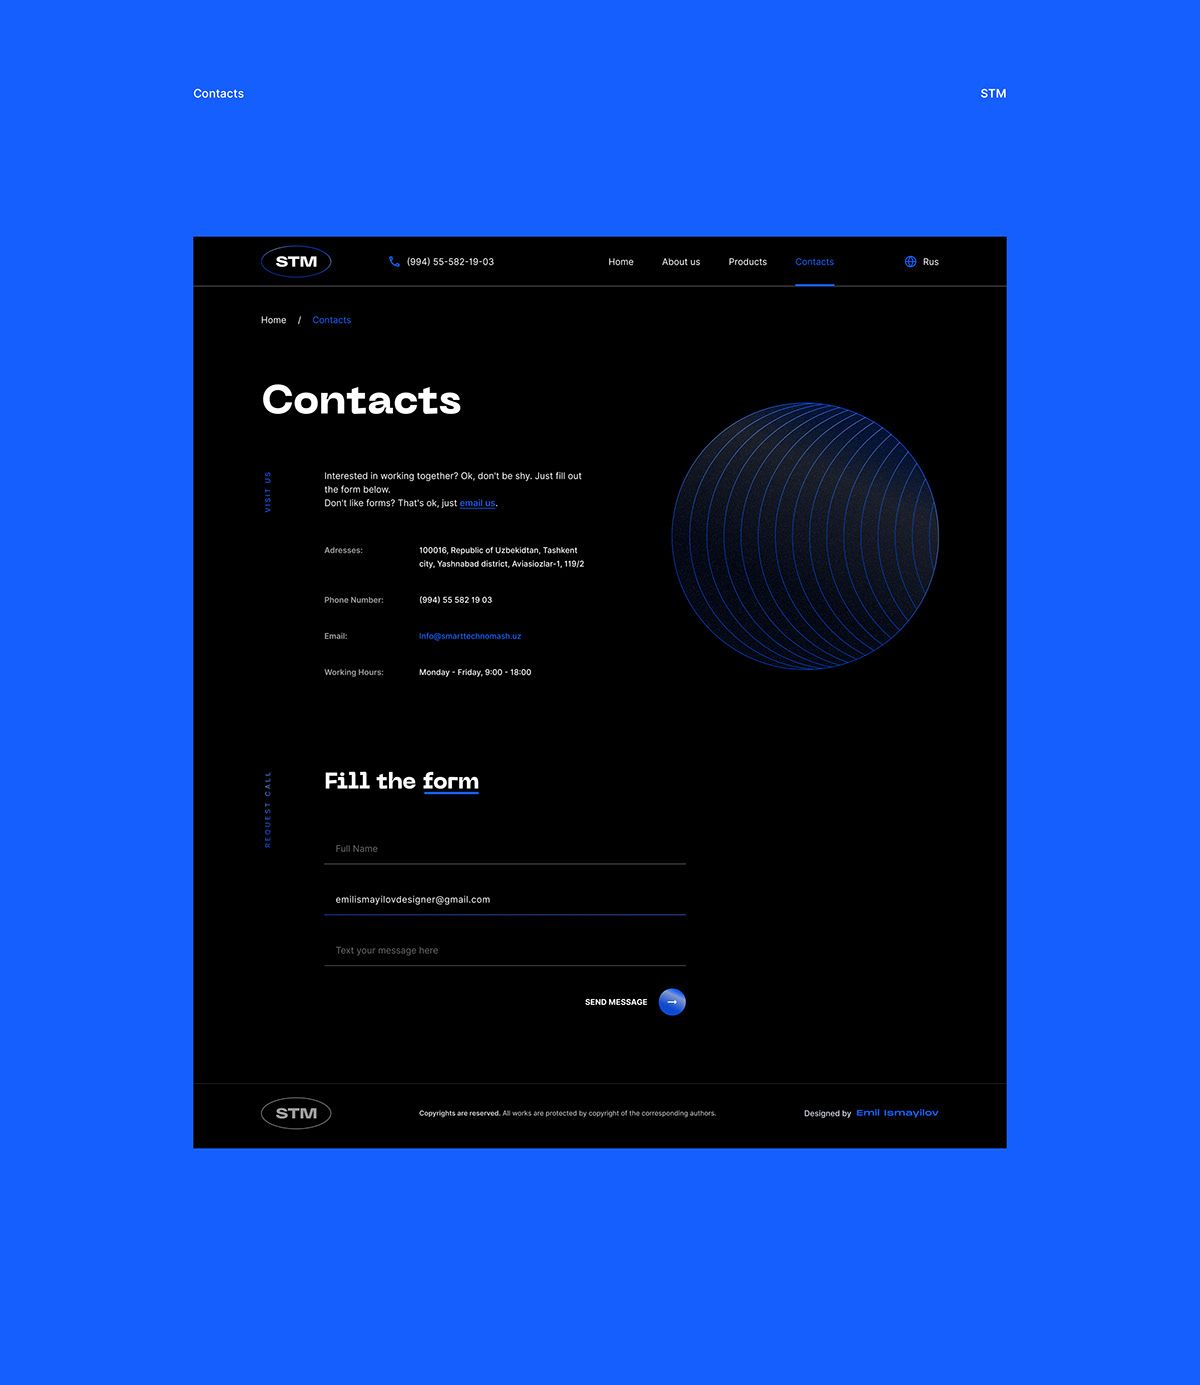 Contacts
STM
STM
(994) 55-582-19-03
Home
About us
Products
Contacts
Rus
Home / Contacts
Contacts
VISIT US
Interested in working together? Ok, don't be shy. Just fill out
the form below.
Don't like forms? That's ok, just email us.
Adresses:
100016, Republic of Uzbekidtan, Tashkent
city, Yashnabad district, Aviasiozlar-1, 119/2
Phone Number:
(994) 55 582 19 03
Email:
Info@smarttechnomash.uz
Working Hours:
Monday - Friday, 9:00 - 18:00
REQUEST CALL
Fill the form
Full Name
emilismayilovdesigner@gmail.com
Text your message here
SEND MESSAGE
STM
Copyrights are reserved. All works are protected by copyright of the corresponding authors.
Designed by Emil Ismayilov